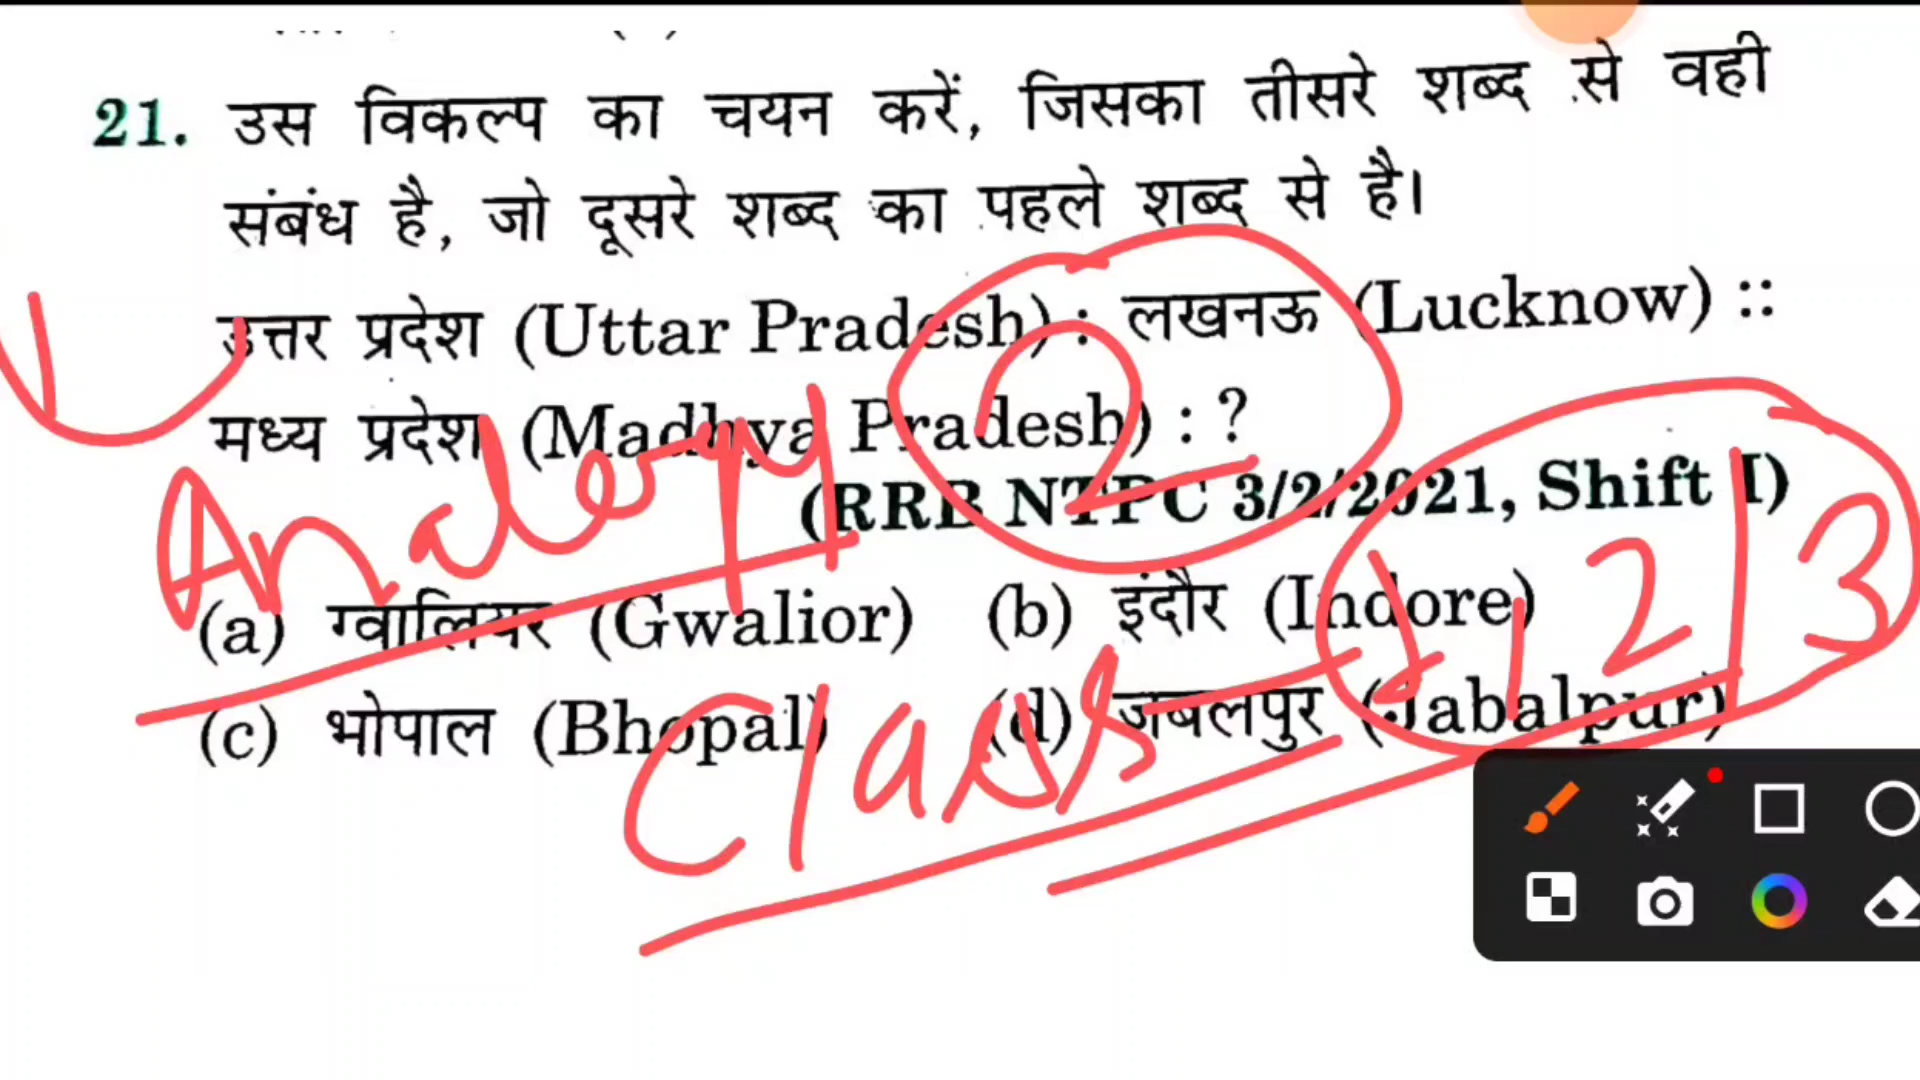 21. उस विकल्प का चयन करें, जिसका तीसरे शब्द से वही
संबंध है, जो दूसरे शब्द का पहले शब्द से है।
उत्तर प्रदेश (Uttar Pradesh) : लखनऊ (Lucknow) ::
मध्य प्रदेश (Madhya Pradesh) : ?
2
(RRB NTPC 3/2/2021, Shift I)
Analogy
1, 2/3
(a) ग्वालियर (Gwalior) (b) इंदौर (Indore)
(c) भोपाल (Bhopal) (d) जबलपुर (Jabalpur)
Class